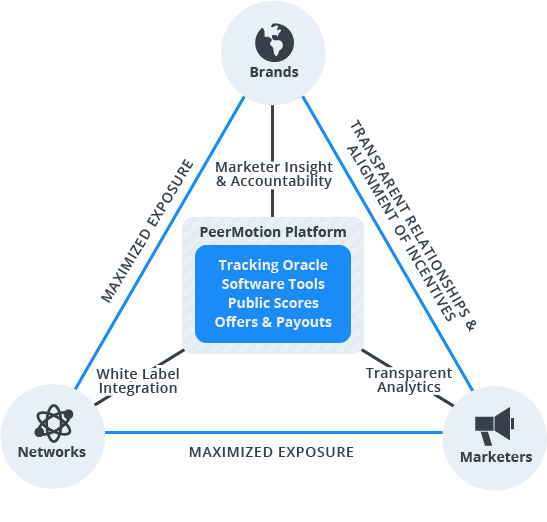 Brands
TRANSPARENT RELATIONSHIPS &
ALIGNMENT OF INCENTIVES
MAXIMIZED EXPOSURE
Marketer Insight
& Accountability
PeerMotion Platform
Tracking Oracle
Software Tools
Public Scores
Offers & Payouts
White Label
Integration
Transparent
Analytics
Networks
MAXIMIZED EXPOSURE
Marketers